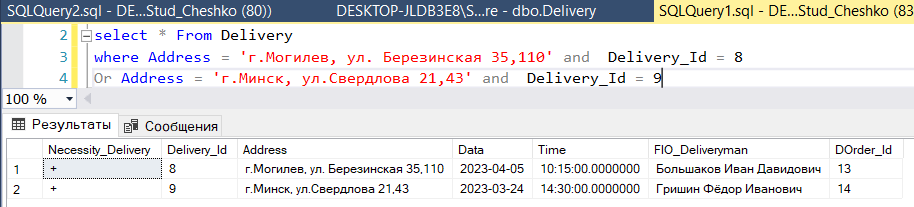 SQLQuery2.sql - DE...Stud_Cheshko (80)) DESKTOP-JLDB3E8\S...re - dbo.Delivery SQLQuery1.sql - DE...Stud_Cheshko (83
1 select * From Delivery
2 where Address = 'г.Могилев, ул. Березинская 35,110' and Delivery_Id = 8
3 Or Address = 'г.Минск, ул.Свердлова 21,43' and Delivery_Id = 9
4
100 %
Результаты Сообщения
Necessity_Delivery Delivery_Id Address Data Time FIO_Deliveryman DOrder_Id
1 + 8 г.Могилев, ул. Березинская 35,110 2023-04-05 10:15:00.0000000 Большаков Иван Давидович 13
2 + 9 г.Минск, ул.Свердлова 21,43 2023-03-24 14:30:00.0000000 Гришин Фёдор Иванович 14